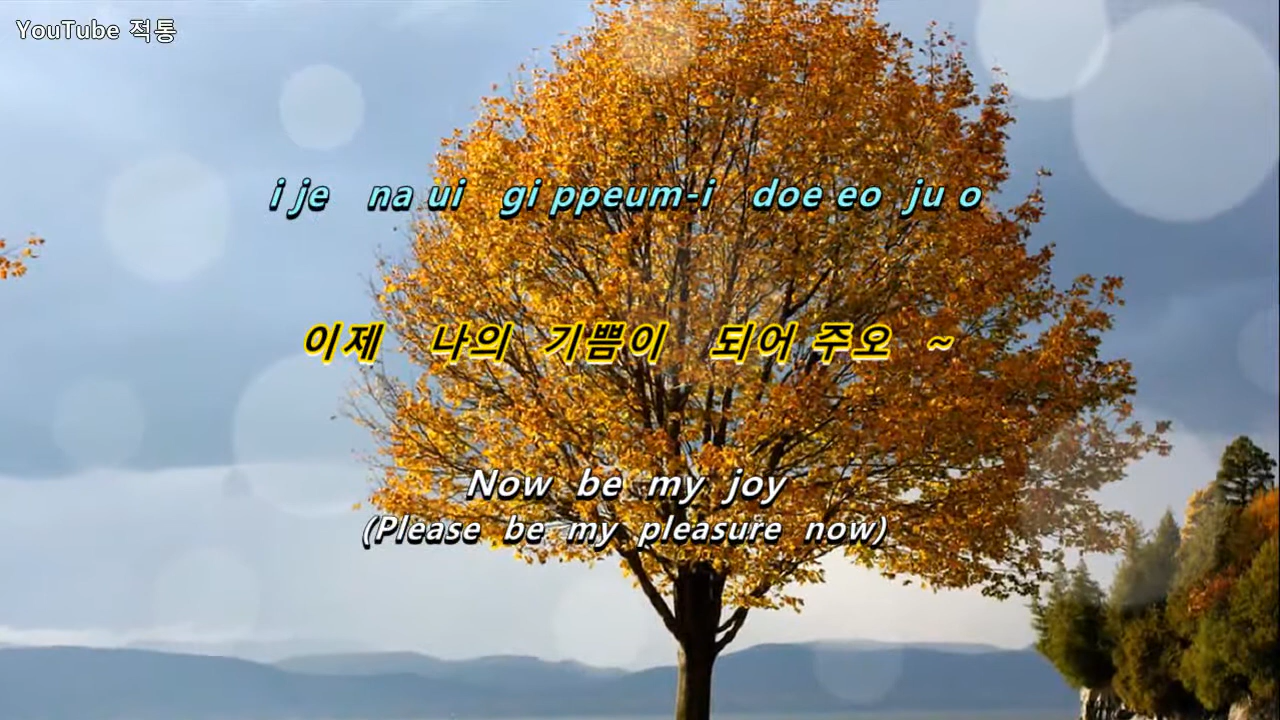 YouTube 적통
i je na ui gi ppeum-i doe eo ju o
이제 나의 기쁨이 되어 주오 ~
Now be my joy
(Please be my pleasure now)